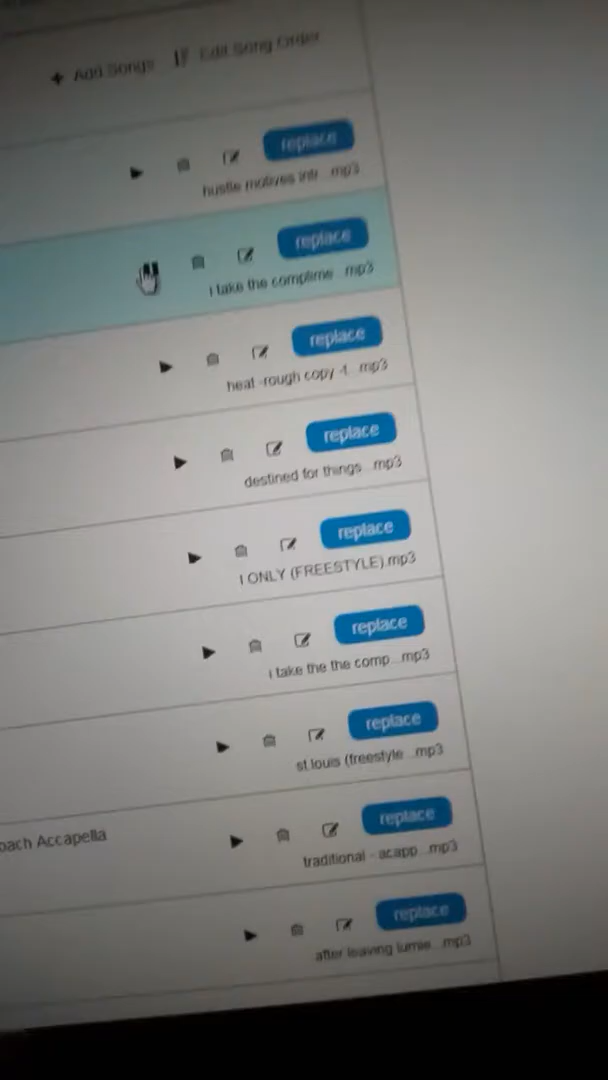 Add Songs Edit Song Order
replace
hustle motives intr...mp3
replace
i take the complime...mp3
replace
heat -rough copy -f...mp3
replace
destined for things...mp3
replace
I ONLY (FREESTYLE).mp3
replace
i take the the comp...mp3
replace
st.louis (freestyle...mp3
replace
oach Accapella
traditional - acapp...mp3
replace
after leaving lumie...mp3